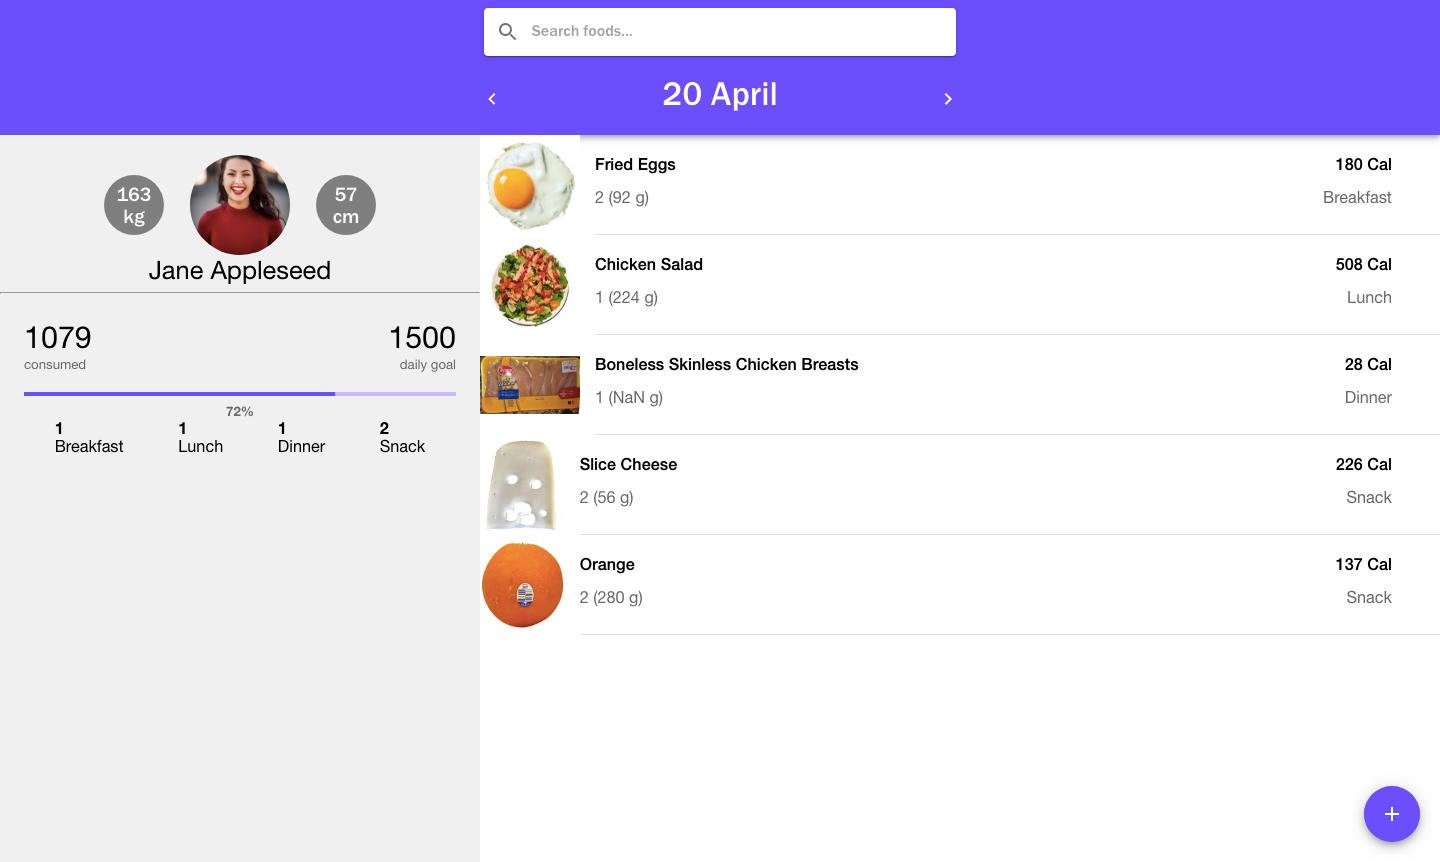 Search foods...
20 April
163
kg
57
cm
Jane Appleseed
1079
1500
consumed
daily goal
72%
1
1
1
2
Breakfast
Lunch
Dinner
Snack
Fried Eggs
180 Cal
2 (92 g)
Breakfast
Chicken Salad
508 Cal
1 (224 g)
Lunch
Boneless Skinless Chicken Breasts
28 Cal
1 (NaN g)
Dinner
Slice Cheese
226 Cal
2 (56 g)
Snack
Orange
137 Cal
2 (280 g)
Snack